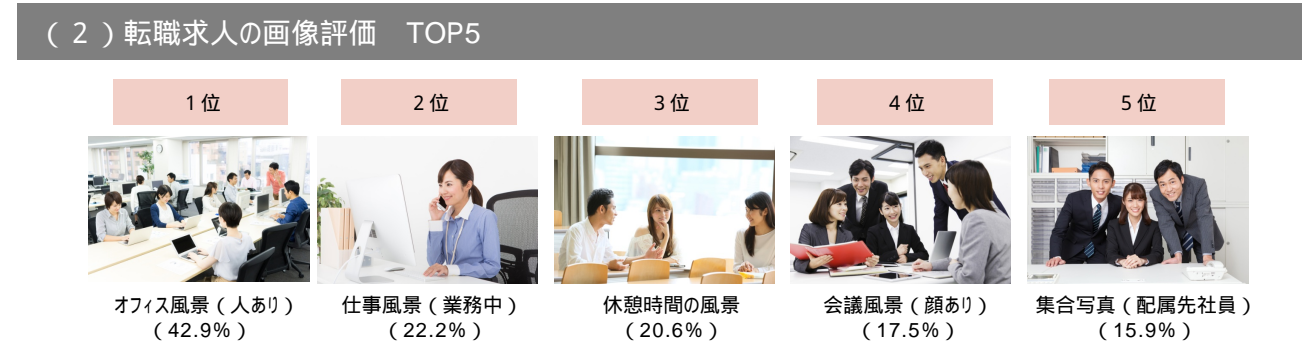 （２）転職求人の画像評価　TOP5
1位
2位
3位
4位
5位
オフィス風景（人あり）
（42.9%）
仕事風景（業務中）
（22.2%）
休憩時間の風景
（20.6%）
会議風景（顔あり）
（17.5%）
集合写真（配属先社員）
（15.9%）